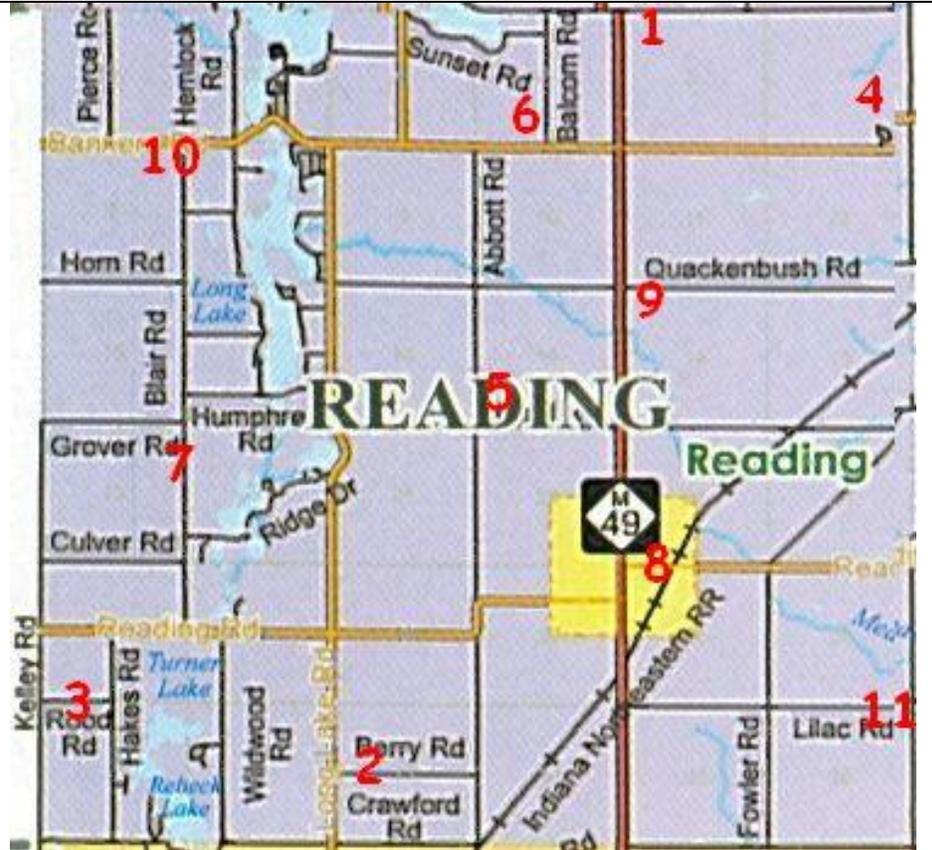 1
Pierce Rd
Hemlock
Rd
Sunset Rd
Balcom Rd
4
6
10
Abbott Rd
Horn Rd
Quackenbush Rd
Long
Lake
9
Blair Rd
READING
5
Humphre
Rd
Grover Rd
7
Reading
M
49
Ridge Dr
Culver Rd
8
Reading Rd
Kelley Rd
Hakes Rd
Turner
Lake
3
Rood
Rd
Wildwood
Rd
Long Lake Rd
2
Berry Rd
Crawford
Rd
Rebeck
Lake
Indiana Northeastern RR
Fowler Rd
11
Lilac Rd
Rd